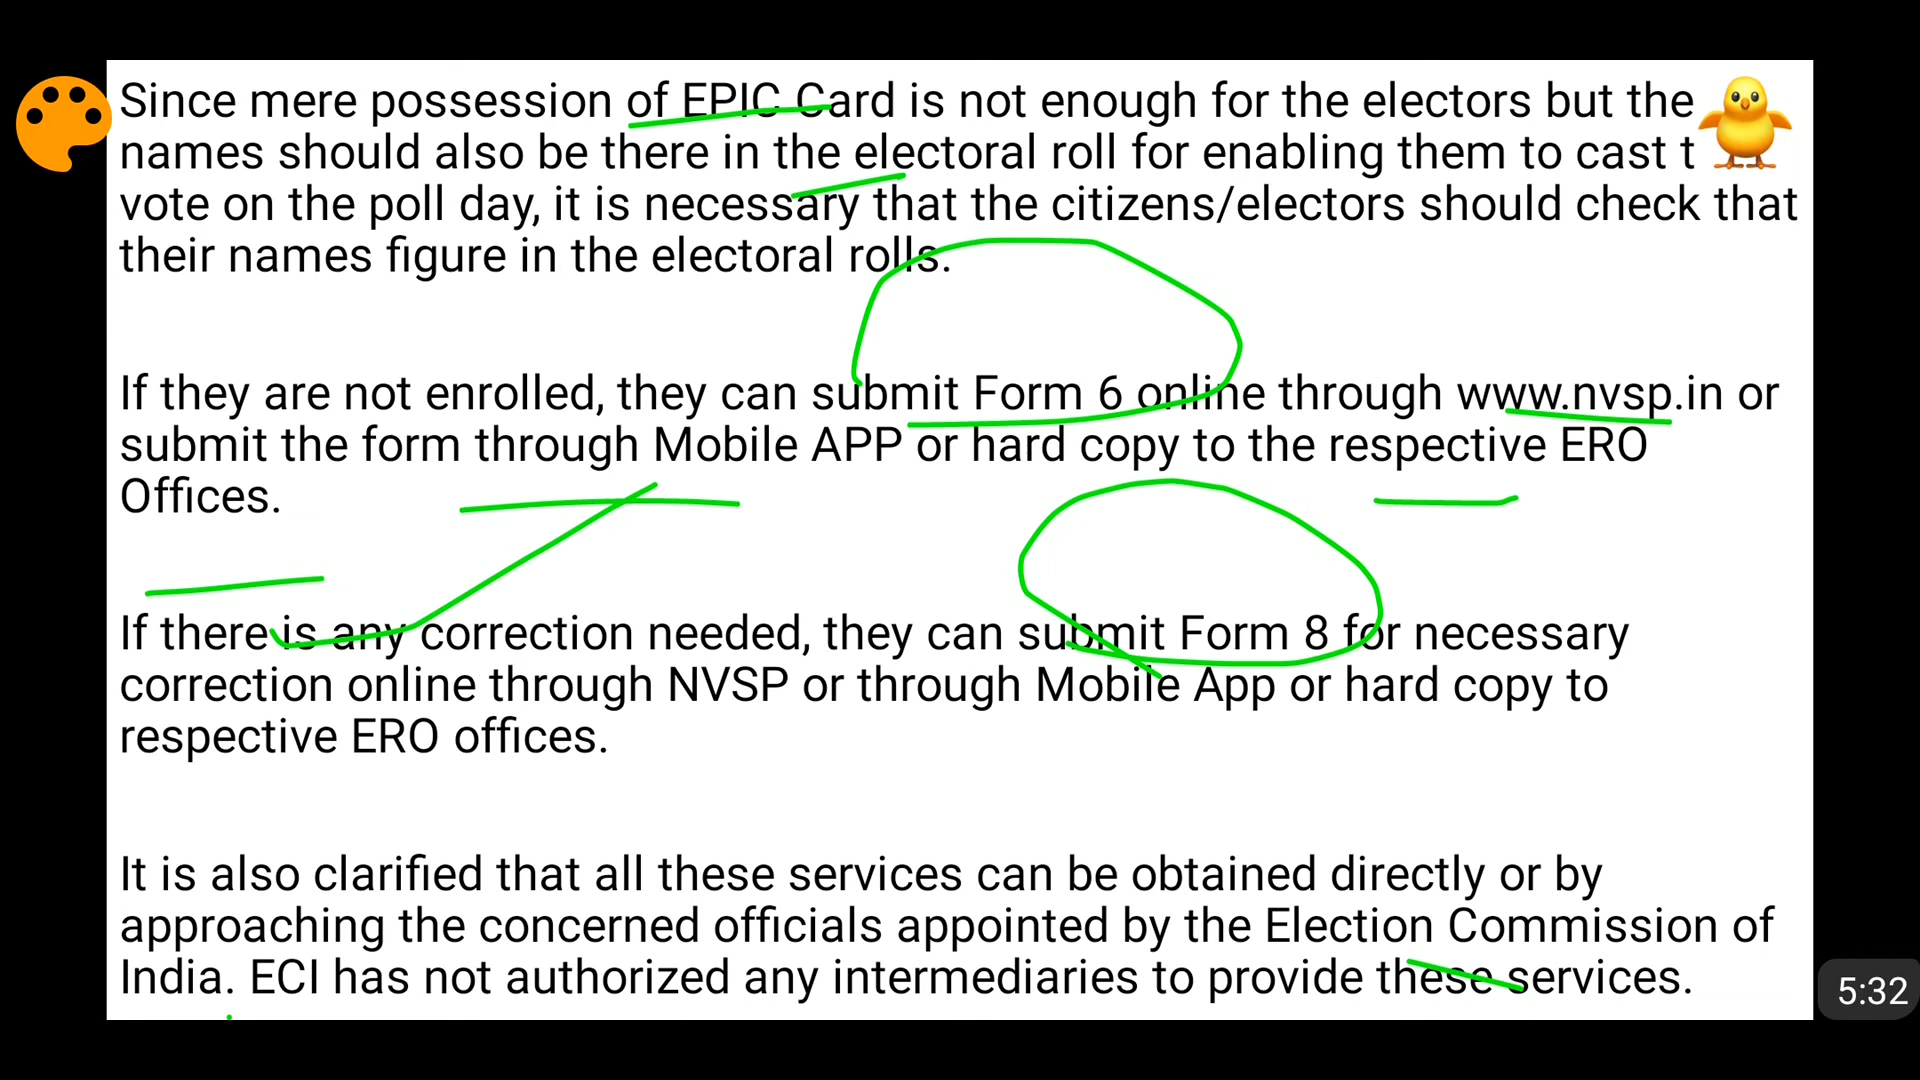 Since mere possession of EPIC Card is not enough for the electors but the
names should also be there in the electoral roll for enabling them to cast t
vote on the poll day, it is necessary that the citizens/electors should check that
their names figure in the electoral rolls.
If they are not enrolled, they can submit Form 6 online through www.nvsp.in or
submit the form through Mobile APP or hard copy to the respective ERO
Offices.
If there is any correction needed, they can submit Form 8 for necessary
correction online through NVSP or through Mobile App or hard copy to
respective ERO offices.
It is also clarified that all these services can be obtained directly or by
approaching the concerned officials appointed by the Election Commission of
India. ECI has not authorized any intermediaries to provide these services.
5:32